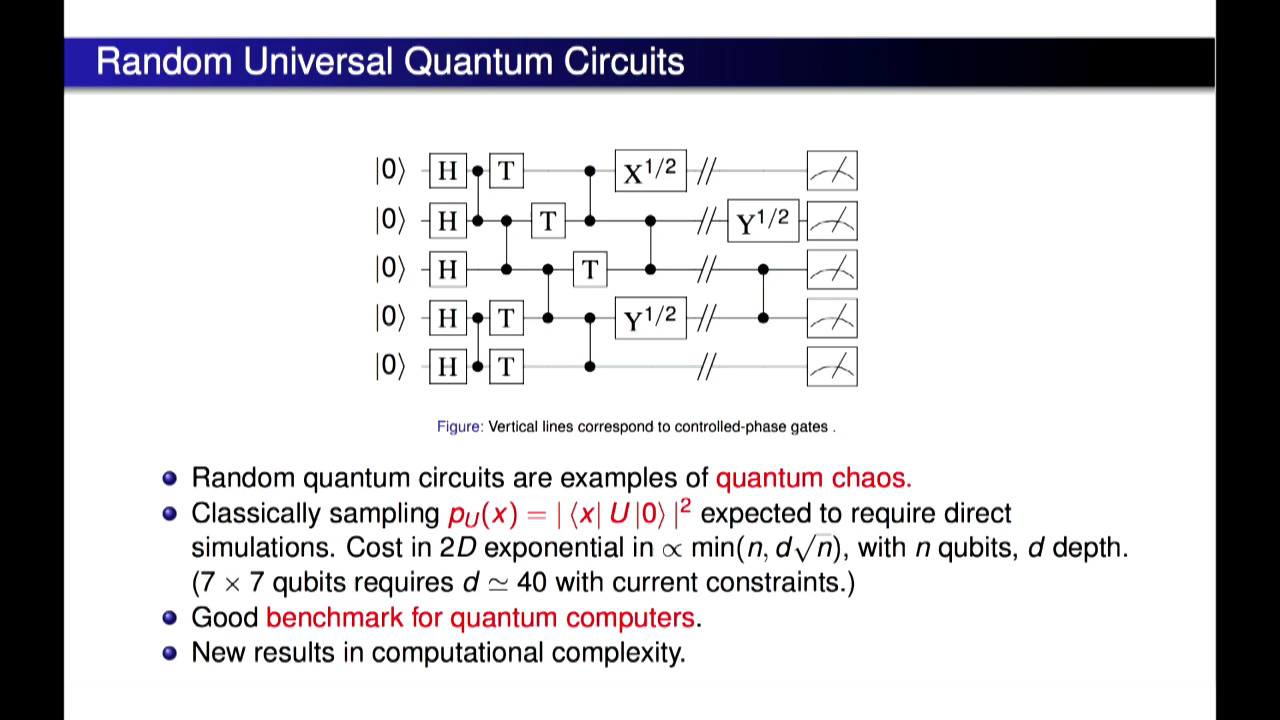 Random Universal Quantum Circuits
|0⟩ H T X^{1/2} //
|0⟩ H T // Y^{1/2}
|0⟩ H T //
|0⟩ H T Y^{1/2} //
|0⟩ H T //
Figure: Vertical lines correspond to controlled-phase gates .
Random quantum circuits are examples of quantum chaos.
Classically sampling p_U(x) = | ⟨x| U |0⟩ |² expected to require direct
simulations. Cost in 2D exponential in ∝ min(n, d√n), with n qubits, d depth.
(7 × 7 qubits requires d ≃ 40 with current constraints.)
Good benchmark for quantum computers.
New results in computational complexity.